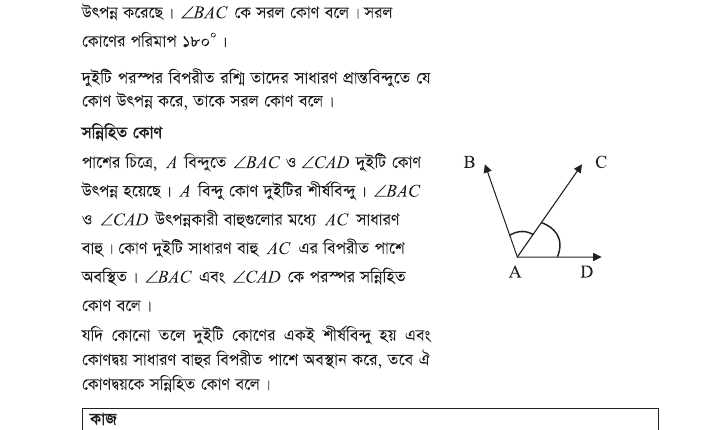 উৎপন্ন করেছে। ∠BAC কে সরল কোণ বলে। সরল
কোণের পরিমাপ ১৮০°।
দুইটি পরস্পর বিপরীত রশ্মি তাদের সাধারণ প্রান্তবিন্দুতে যে
কোণ উৎপন্ন করে, তাকে সরল কোণ বলে।
সন্নিহিত কোণ
পাশের চিত্রে, A বিন্দুতে ∠BAC ও ∠CAD দুইটি কোণ
উৎপন্ন হয়েছে। A বিন্দু কোণ দুইটির শীর্ষবিন্দু। ∠BAC
ও ∠CAD উৎপন্নকারী বাহুগুলোর মধ্যে AC সাধারণ
বাহু। কোণ দুইটি সাধারণ বাহু AC এর বিপরীত পাশে
অবস্থিত। ∠BAC এবং ∠CAD কে পরস্পর সন্নিহিত
কোণ বলে।
যদি কোনো তলে দুইটি কোণের একই শীর্ষবিন্দু হয় এবং
কোণদ্বয় সাধারণ বাহুর বিপরীত পাশে অবস্থান করে, তবে ঐ
কোণদ্বয়কে সন্নিহিত কোণ বলে।
B
C
A
D
কাজ